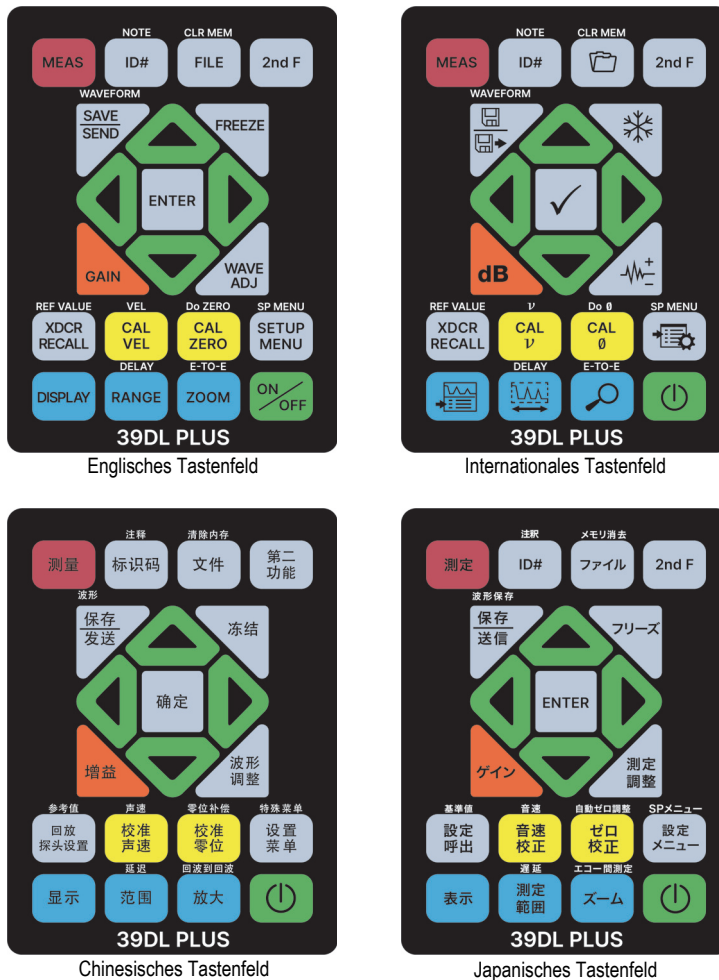 NOTE CLR MEM
MEAS ID# FILE 2nd F
WAVEFORM
SAVE
SEND
FREEZE
ENTER
GAIN
WAVE
ADJ
REF VALUE VEL Do ZERO SP MENU
XDCR
RECALL
CAL
VEL
CAL
ZERO
SETUP
MENU
DELAY E-TO-E
DISPLAY RANGE ZOOM ON/OFF
39DL PLUS
Englisches Tastenfeld
NOTE CLR MEM
MEAS ID# 2nd F
WAVEFORM
dB
REF VALUE ν Do Ø SP MENU
XDCR
RECALL
CAL
ν
CAL
Ø
DELAY E-TO-E
39DL PLUS
Internationales Tastenfeld
注释 清除内存
测量 标识码 文件 第二
功能
波形
保存
发送
冻结
确定
增益
波形
调整
参考值 声速 零位补偿 特殊菜单
回放
探头设置
校准
声速
校准
零位
设置
菜单
延迟 回波到回波
显示 范围 放大
39DL PLUS
Chinesisches Tastenfeld
注釈 メモリ消去
測定 ID# ファイル 2nd F
波形保存
保存
送信
フリーズ
ENTER
ゲイン
測定
調整
基準値 音速 自動ゼロ調整 SPメニュー
設定
呼出
音速
校正
ゼロ
校正
設定
メニュー
遅延 エコー間測定
表示 測定
範囲
ズーム
39DL PLUS
Japanisches Tastenfeld